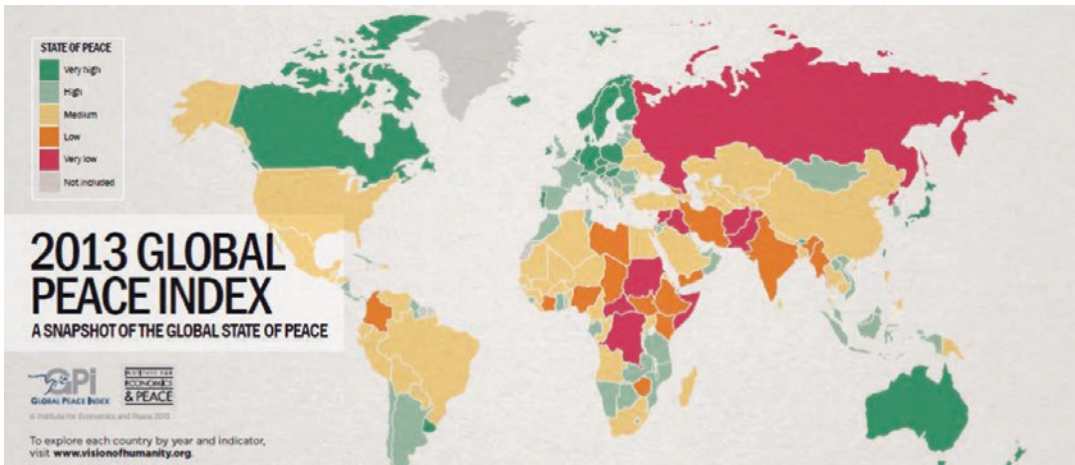 STATE OF PEACE
Very high
High
Medium
Low
Very low
Not included
2013 GLOBAL
PEACE INDEX
A SNAPSHOT OF THE GLOBAL STATE OF PEACE
GPi
GLOBAL PEACE INDEX
INSTITUTE FOR
ECONOMICS
& PEACE
© Institute for Economics and Peace 2013
To explore each country by year and indicator,
visit www.visionofhumanity.org.